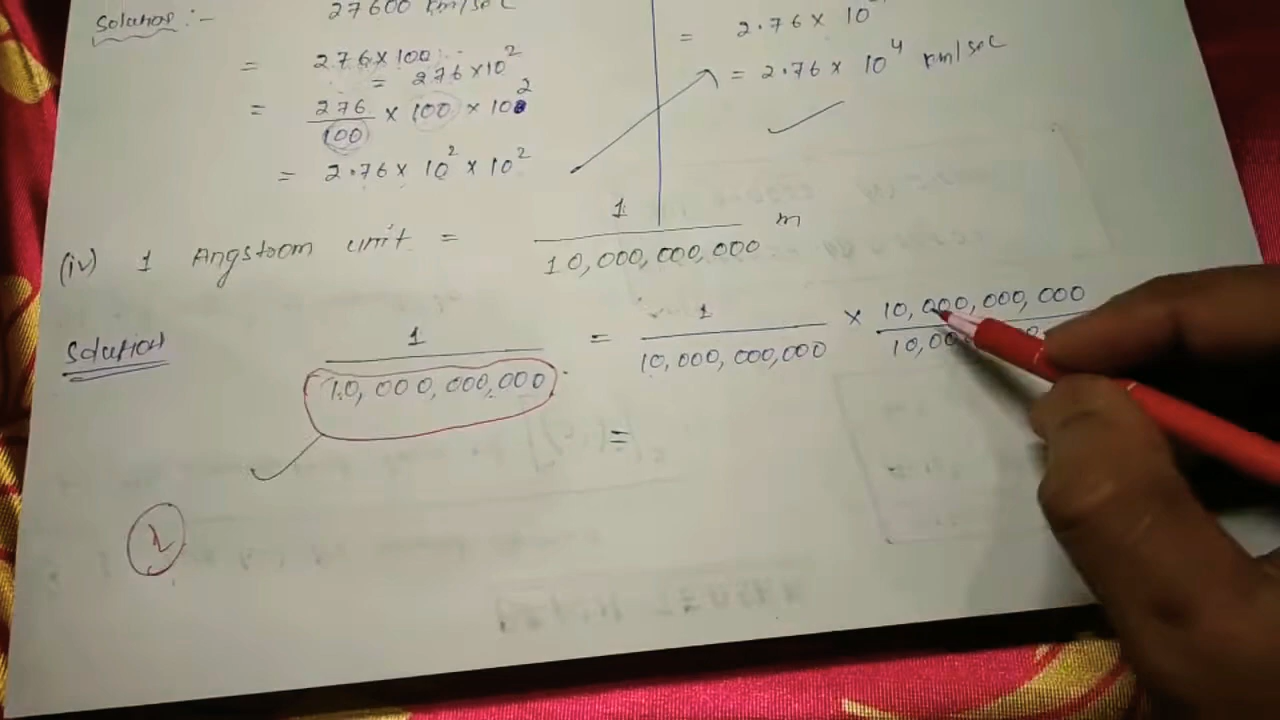 Solution :- 27600 km/sec
= 276 × 100
= 276 × 10²
= 276/100 × 100 × 10²
= 2.76 × 10² × 10²
= 2.76 × 10
= 2.76 × 10⁴ km/sec
(iv) 1 Angstrom unit = 1/10,000,000,000 m
Solution 1/10,000,000,000 = 1/10,000,000,000 × 10,000,000,000/10,00
=